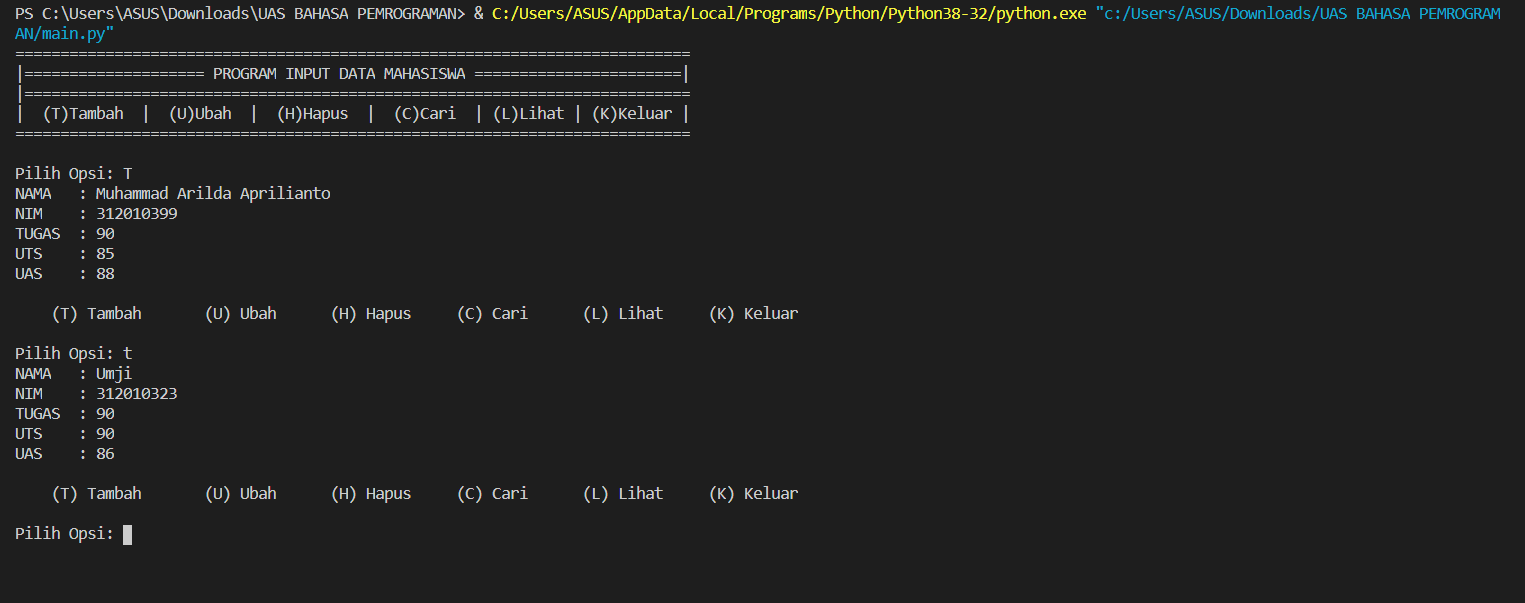 PS C:\Users\ASUS\Downloads\UAS BAHASA PEMROGRAMAN> & C:/Users/ASUS/AppData/Local/Programs/Python/Python38-32/python.exe "c:/Users/ASUS/Downloads/UAS BAHASA PEMROGRAM
AN/main.py"
===========================================================================
|==================== PROGRAM INPUT DATA MAHASISWA =======================|
|==========================================================================
|  (T)Tambah  |  (U)Ubah  |  (H)Hapus  |  (C)Cari  | (L)Lihat | (K)Keluar |
===========================================================================
Pilih Opsi: T
NAMA   : Muhammad Arilda Aprilianto
NIM    : 312010399
TUGAS  : 90
UTS    : 85
UAS    : 88
(T) Tambah       (U) Ubah      (H) Hapus     (C) Cari      (L) Lihat     (K) Keluar
Pilih Opsi: t
NAMA   : Umji
NIM    : 312010323
TUGAS  : 90
UTS    : 90
UAS    : 86
(T) Tambah       (U) Ubah      (H) Hapus     (C) Cari      (L) Lihat     (K) Keluar
Pilih Opsi: